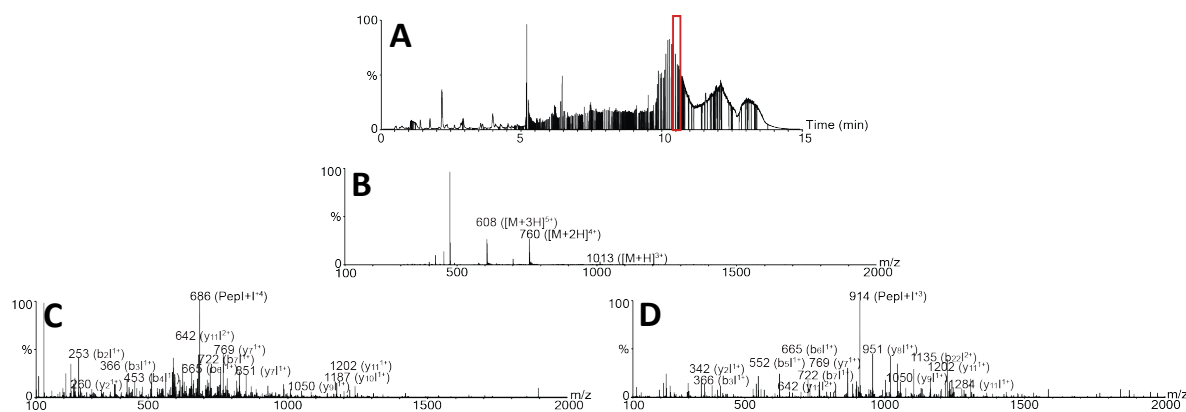 A
100
%
0
0
5
10
15
Time (min)
B
100
%
0
608 ([M+3H]⁵⁺)
760 ([M+2H]⁴⁺)
1013 ([M+H]³⁺)
100
500
1000
1500
2000
m/z
C
100
%
0
686 (PepI+I⁺⁴)
642 (y₁₁I²⁺)
253 (b₂I¹⁺)
769 (y₇¹⁺)
722 (b₇I¹⁺)
366 (b₃I¹⁺)
665 (b₆I¹⁺)
851 (y₇I¹⁺)
453 (b₄I¹⁺)
1202 (y₁₁¹⁺)
1187 (y₁₀I¹⁺)
260 (y₂¹⁺)
1050 (y₉I¹⁺)
100
500
1000
1500
2000
m/z
D
100
%
0
914 (PepI+I⁺³)
665 (b₆I¹⁺)
951 (y₈I¹⁺)
552 (b₅I¹⁺)
769 (y₇¹⁺)
1135 (b₂₂I²⁺)
342 (y₂I¹⁺)
722 (b₇I¹⁺)
1202 (y₁₁¹⁺)
366 (b₃I¹⁺)
1050 (y₉I¹⁺)
642 (y₁₁I²⁺)
1284 (y₁₁I¹⁺)
100
500
1000
1500
2000
m/z